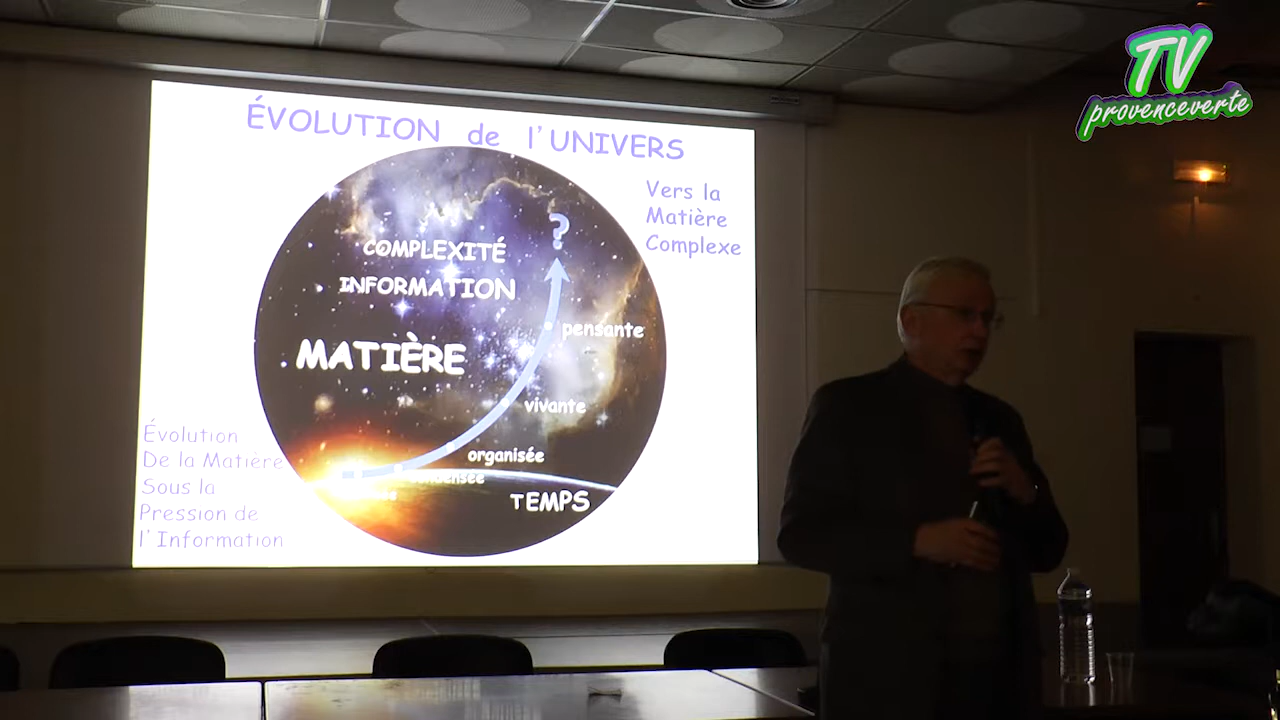 TV
provenceverte
ÉVOLUTION de l'UNIVERS
Vers la
Matière
Complexe
?
COMPLEXITÉ
INFORMATION
MATIÈRE
pensante
vivante
organisée
condensée
TEMPS
Évolution
De la Matière
Sous la
Pression de
l'Information